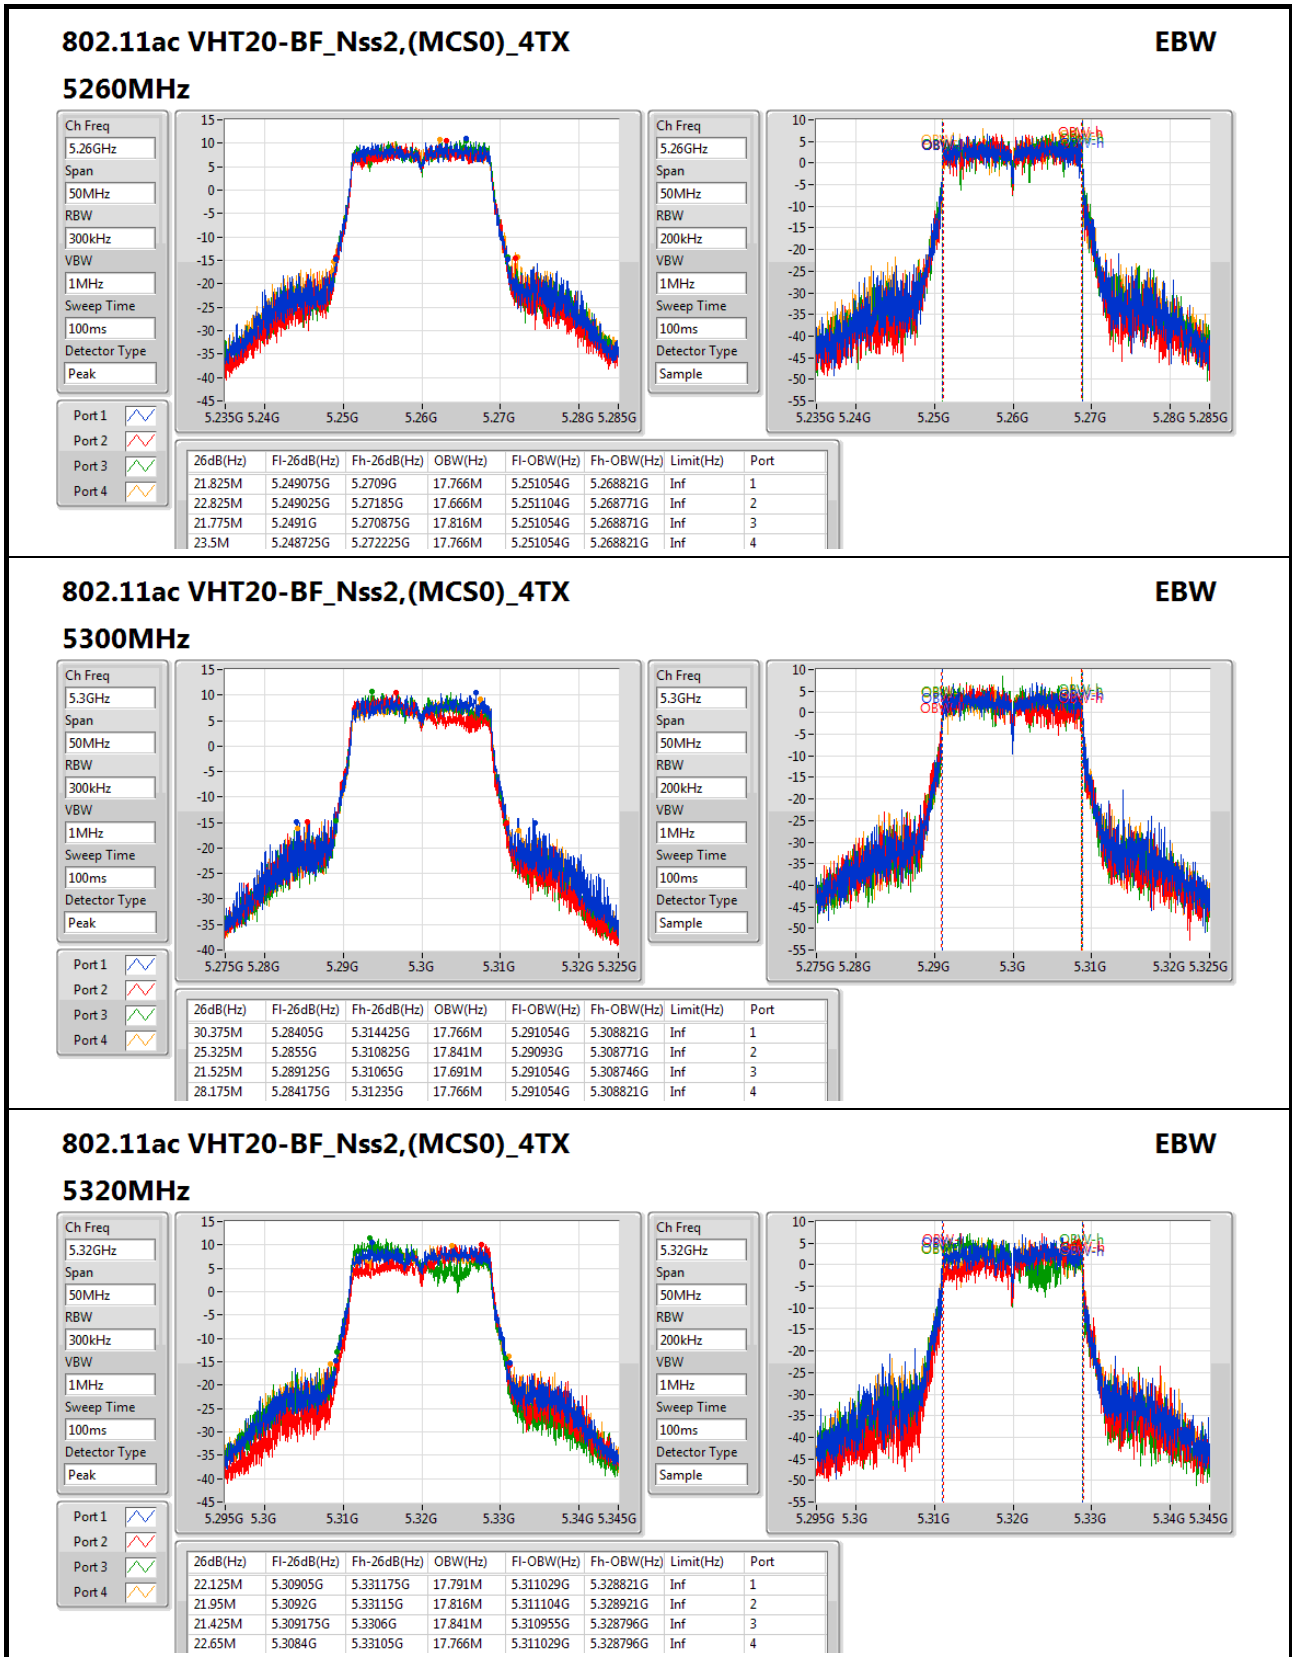 802.11ac VHT20-BF_Nss2,(MCS0)_4TX EBW
5260MHz
Ch Freq
5.26GHz
Span
50MHz
RBW
300kHz
VBW
1MHz
Sweep Time
100ms
Detector Type
Peak
15
10
5
0
-5
-10
-15
-20
-25
-30
-35
-40
-45
5.235G 5.24G 5.25G 5.26G 5.27G 5.28G 5.285G
Ch Freq
5.26GHz
Span
50MHz
RBW
200kHz
VBW
1MHz
Sweep Time
100ms
Detector Type
Sample
10
5
0
-5
-10
-15
-20
-25
-30
-35
-40
-45
-50
-55
OBW-h
5.235G 5.24G 5.25G 5.26G 5.27G 5.28G 5.285G
Port 1
Port 2
Port 3
Port 4
26dB(Hz) Fl-26dB(Hz) Fh-26dB(Hz) OBW(Hz) Fl-OBW(Hz) Fh-OBW(Hz) Limit(Hz) Port
21.825M 5.249075G 5.2709G 17.766M 5.251054G 5.268821G Inf 1
22.825M 5.249025G 5.27185G 17.666M 5.251104G 5.268771G Inf 2
21.775M 5.2491G 5.270875G 17.816M 5.251054G 5.268871G Inf 3
23.5M 5.248725G 5.272225G 17.766M 5.251054G 5.268821G Inf 4
802.11ac VHT20-BF_Nss2,(MCS0)_4TX EBW
5300MHz
Ch Freq
5.3GHz
Span
50MHz
RBW
300kHz
VBW
1MHz
Sweep Time
100ms
Detector Type
Peak
15
10
5
0
-5
-10
-15
-20
-25
-30
-35
-40
5.275G 5.28G 5.29G 5.3G 5.31G 5.32G 5.325G
Ch Freq
5.3GHz
Span
50MHz
RBW
200kHz
VBW
1MHz
Sweep Time
100ms
Detector Type
Sample
10
5
0
-5
-10
-15
-20
-25
-30
-35
-40
-45
-50
-55
OBW-h
5.275G 5.28G 5.29G 5.3G 5.31G 5.32G 5.325G
Port 1
Port 2
Port 3
Port 4
26dB(Hz) Fl-26dB(Hz) Fh-26dB(Hz) OBW(Hz) Fl-OBW(Hz) Fh-OBW(Hz) Limit(Hz) Port
30.375M 5.28405G 5.314425G 17.766M 5.291054G 5.308821G Inf 1
25.325M 5.2855G 5.310825G 17.841M 5.29093G 5.308771G Inf 2
21.525M 5.289125G 5.31065G 17.691M 5.291054G 5.308746G Inf 3
28.175M 5.284175G 5.31235G 17.766M 5.291054G 5.308821G Inf 4
802.11ac VHT20-BF_Nss2,(MCS0)_4TX EBW
5320MHz
Ch Freq
5.32GHz
Span
50MHz
RBW
300kHz
VBW
1MHz
Sweep Time
100ms
Detector Type
Peak
15
10
5
0
-5
-10
-15
-20
-25
-30
-35
-40
-45
5.295G 5.3G 5.31G 5.32G 5.33G 5.34G 5.345G
Ch Freq
5.32GHz
Span
50MHz
RBW
200kHz
VBW
1MHz
Sweep Time
100ms
Detector Type
Sample
10
5
0
-5
-10
-15
-20
-25
-30
-35
-40
-45
-50
-55
OBW-h
5.295G 5.3G 5.31G 5.32G 5.33G 5.34G 5.345G
Port 1
Port 2
Port 3
Port 4
26dB(Hz) Fl-26dB(Hz) Fh-26dB(Hz) OBW(Hz) Fl-OBW(Hz) Fh-OBW(Hz) Limit(Hz) Port
22.125M 5.30905G 5.331175G 17.791M 5.311029G 5.328821G Inf 1
21.95M 5.3092G 5.33115G 17.816M 5.311104G 5.328921G Inf 2
21.425M 5.309175G 5.3306G 17.841M 5.310955G 5.328796G Inf 3
22.65M 5.3084G 5.33105G 17.766M 5.311029G 5.328796G Inf 4